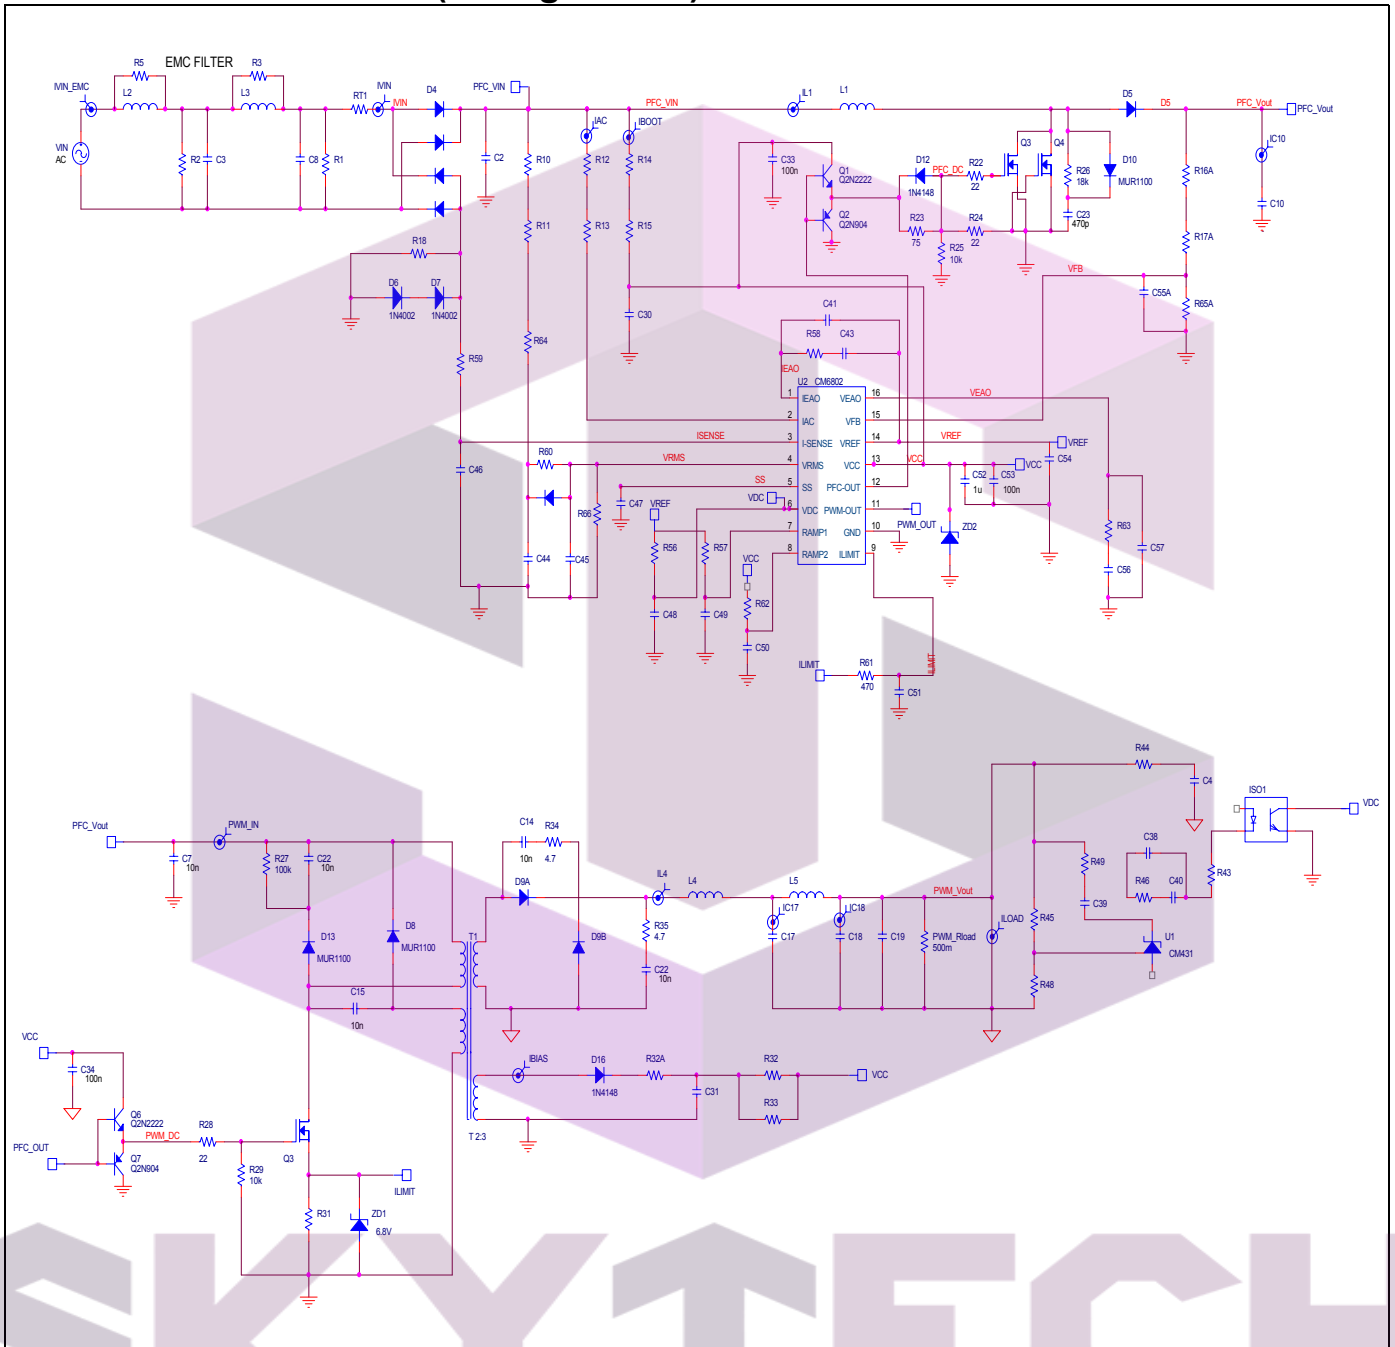 EMC FILTER
R5
R3
IVIN_EMC
L2
L3
RT1
IVIN
IVIN
D4
PFC_VIN
PFC_VIN
IL1
L1
D5
D5
PFC_Vout
PFC_Vout
VIN
AC
R2
C3
C8
R1
C2
R10
IAC
R12
IBOOT
R14
C33
100n
Q1
Q2N2222
D12
1N4148
PFC_DC
R22
22
Q3
Q4
R26
18k
D10
MUR1100
R16A
IC10
C10
R11
R13
R15
Q2
Q2N904
R23
75
R24
22
R25
10k
C23
470p
R17A
R18
D6
1N4002
D7
1N4002
VFB
C55A
R65A
C30
C41
R58
C43
R59
R64
IEAO
U2 CM6802
1 IEAO VEAO 16
2 IAC VFB 15
3 I-SENSE VREF 14
4 VRMS VCC 13
5 SS PFC-OUT 12
6 VDC PWM-OUT 11
7 RAMP1 GND 10
8 RAMP2 ILIMIT 9
VEAO
ISENSE
VREF
VREF
VRMS
VCC
VCC
SS
C46
R60
C47
VREF
VDC
C52
1u
C53
100n
C54
R66
PWM_OUT
ZD2
R63
C57
C44
C45
R56
R57
VCC
C56
R62
C48
C49
C50
ILIMIT
R61
470
ILIMIT
C51
R44
C4
ISO1
VDC
PFC_Vout
PWM_IN
C7
10n
R27
100k
C22
10n
C14
10n
R34
4.7
D9A
IL4
L4
L5
PWM_Vout
C38
R49
R46
C40
R43
C39
D13
MUR1100
D8
MUR1100
T1
D9B
R35
4.7
IC17
C17
IC18
C18
C19
PWM_Rload
500m
ILOAD
R45
U1
CM431
C22
10n
R48
C15
10n
VCC
C34
100n
IBIAS
D16
1N4148
R32A
C31
R32
R33
VCC
Q6
Q2N2222
PWM_DC
R28
22
T 2:3
PFC_OUT
Q7
Q2N904
R29
10k
Q3
ILIMIT
R31
ZD1
6.8V
SKYTECH